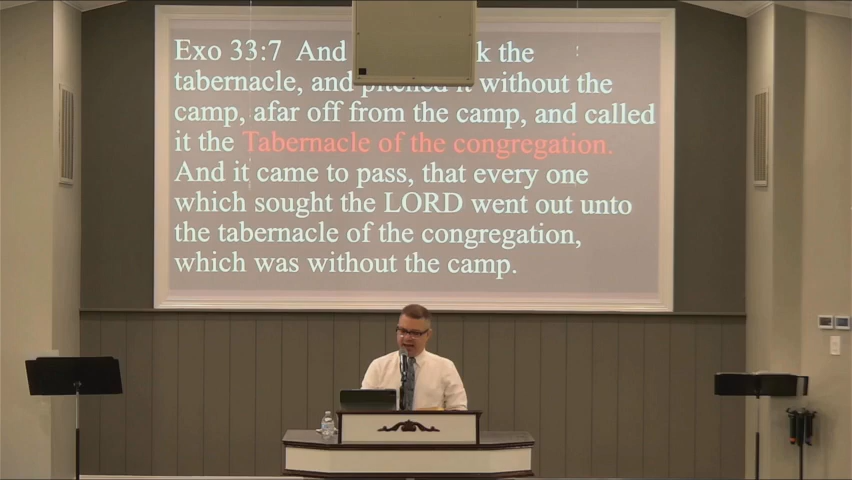 Exo 33:7 And the
tabernacle, and pitched it without the
camp, afar off from the camp, and called
it the Tabernacle of the congregation.
And it came to pass, that every one
which sought the LORD went out unto
the tabernacle of the congregation,
which was without the camp.